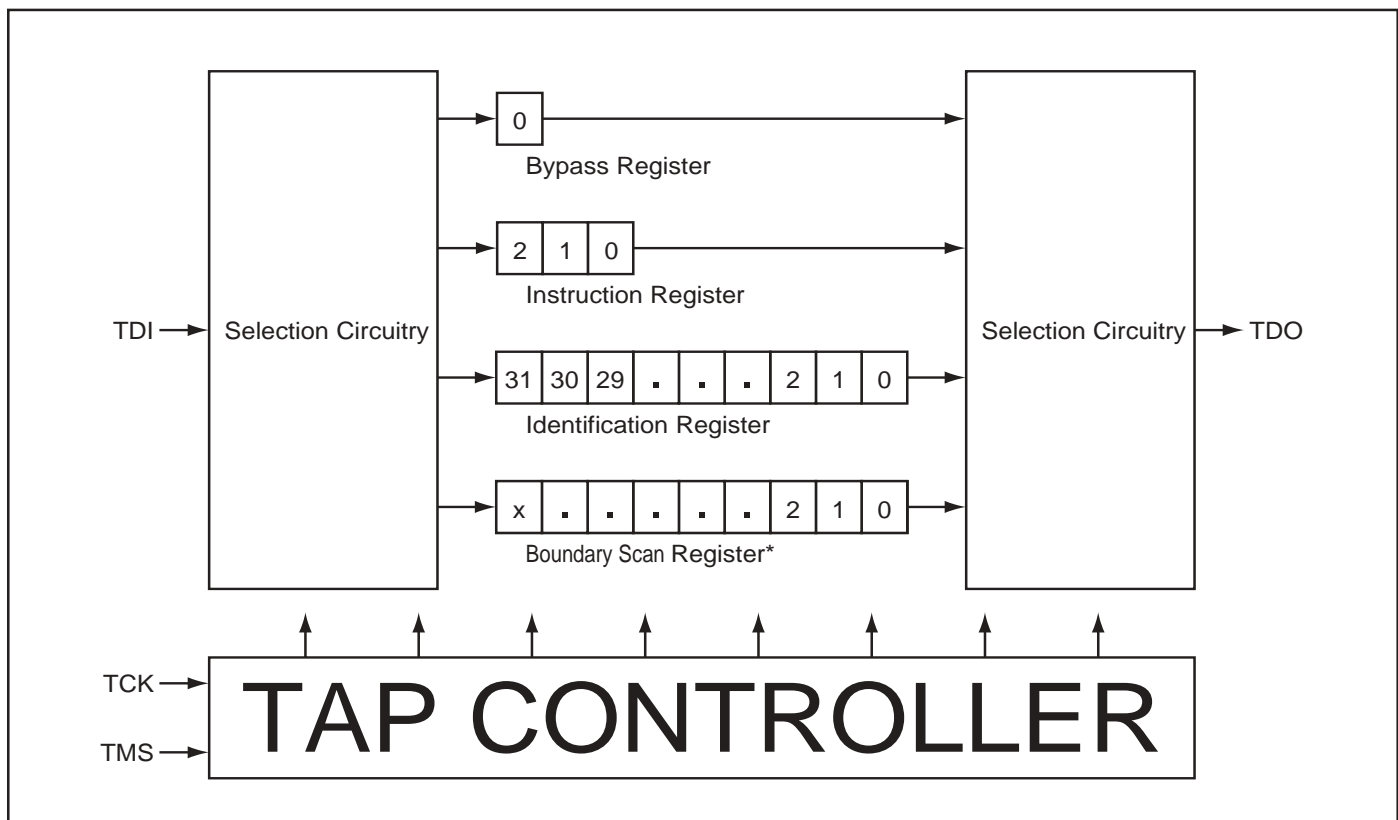 0
Bypass Register
2 1 0
Instruction Register
TDI
Selection Circuitry
Selection Circuitry
TDO
31 30 29 . . . 2 1 0
Identification Register
x . . . . . 2 1 0
Boundary Scan Register*
TCK
TMS
TAP CONTROLLER